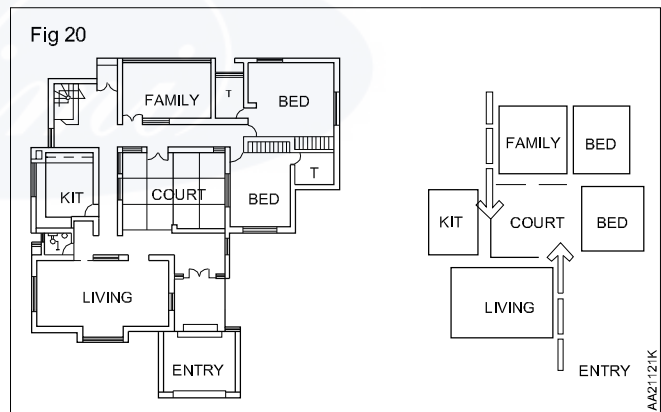 Fig 20
FAMILY
T
BED
KIT
COURT
BED
T
LIVING
ENTRY
FAMILY
BED
KIT
COURT
BED
LIVING
ENTRY
AA21121K